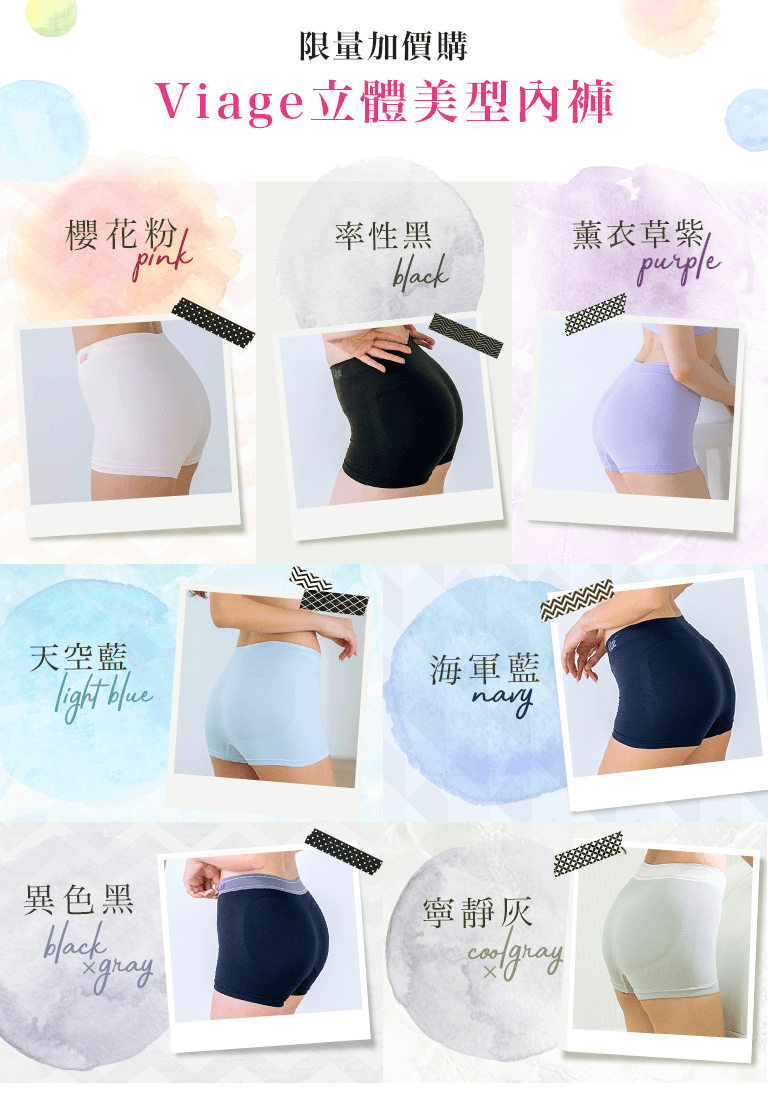 限量加價購
Viage立體美型內褲
櫻花粉
pink
率性黑
black
薰衣草紫
purple
天空藍
light blue
海軍藍
navy
異色黑
black
×gray
寧靜灰
coolgray
×